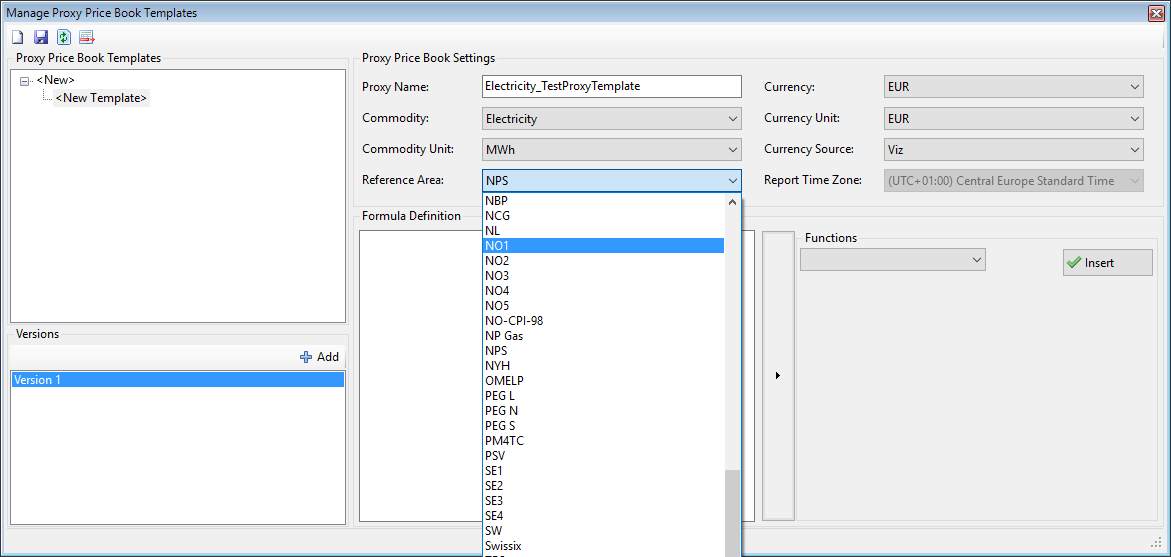 Manage Proxy Price Book Templates
Proxy Price Book Templates
<New>
<New Template>
Versions
Add
Version 1
Proxy Price Book Settings
Proxy Name: Electricity_TestProxyTemplate
Commodity: Electricity
Commodity Unit: MWh
Reference Area: NPS
Currency: EUR
Currency Unit: EUR
Currency Source: Viz
Report Time Zone: (UTC+01:00) Central Europe Standard Time
Formula Definition
NBP
NCG
NL
NO1
NO2
NO3
NO4
NO5
NO-CPI-98
NP Gas
NPS
NYH
OMELP
PEG L
PEG N
PEG S
PM4TC
PSV
SE1
SE2
SE3
SE4
SW
Swissix
Functions
Insert